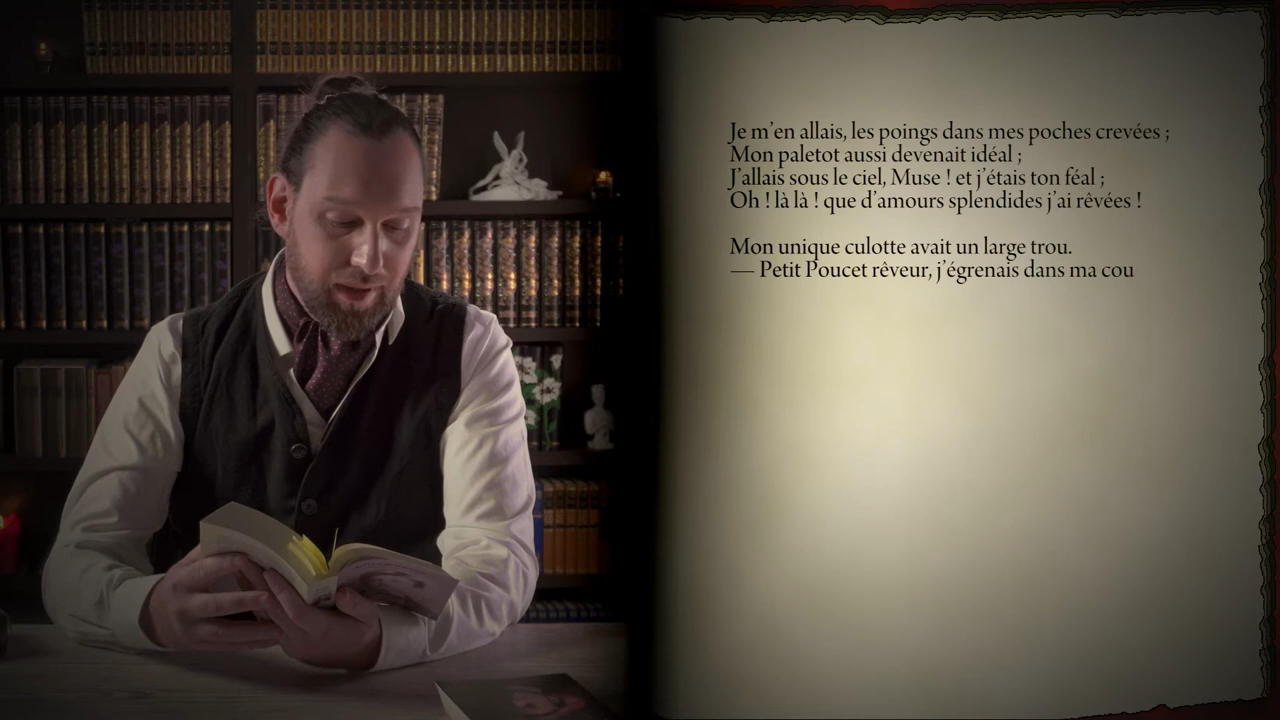 Je m’en allais, les poings dans mes poches crevées ;
Mon paletot aussi devenait idéal ;
J’allais sous le ciel, Muse ! et j’étais ton féal ;
Oh ! là là ! que d’amours splendides j’ai rêvées !
Mon unique culotte avait un large trou.
— Petit Poucet rêveur, j’égrenais dans ma cou